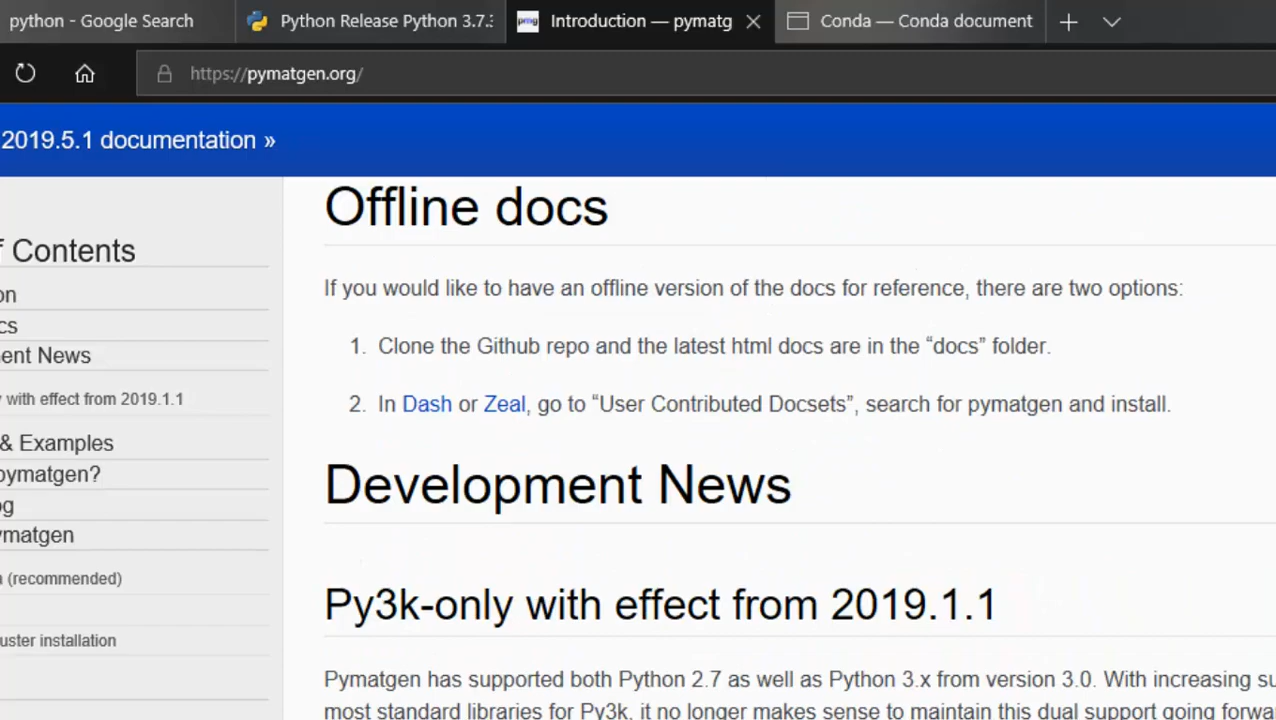 python - Google Search
Python Release Python 3.7.3
Introduction — pymatg
Conda — Conda document
https://pymatgen.org/
2019.5.1 documentation »
Contents
ent News
with effect from 2019.1.1
& Examples
pymatgen?
ymatgen
(recommended)
uster installation
Offline docs
If you would like to have an offline version of the docs for reference, there are two options:
1. Clone the Github repo and the latest html docs are in the “docs” folder.
2. In Dash or Zeal, go to “User Contributed Docsets”, search for pymatgen and install.
Development News
Py3k-only with effect from 2019.1.1
Pymatgen has supported both Python 2.7 as well as Python 3.x from version 3.0. With increasing su
most standard libraries for Py3k, it no longer makes sense to maintain this dual support going forwa